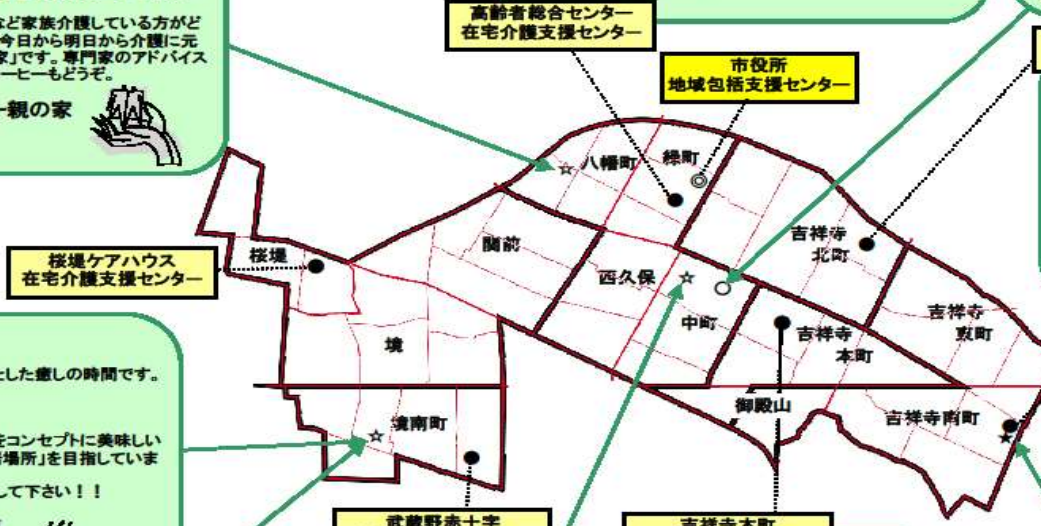 など家族介護している方がど
今日から明日から介護に元
家」です。専門家のアドバイス
ーヒーもどうぞ。
ー親の家
高齢者総合センター
在宅介護支援センター
市役所
地域包括支援センター
八幡町
緑町
吉祥寺
北町
桜堤ケアハウス
在宅介護支援センター
桜堤
関前
西久保
中町
吉祥寺
本町
吉祥寺
東町
境
御殿山
吉祥寺南町
境南町
とした癒しの時間です。
をコンセプトに美味しい
居場所」を目指していま
して下さい！！
武蔵野赤十字
吉祥寺本町